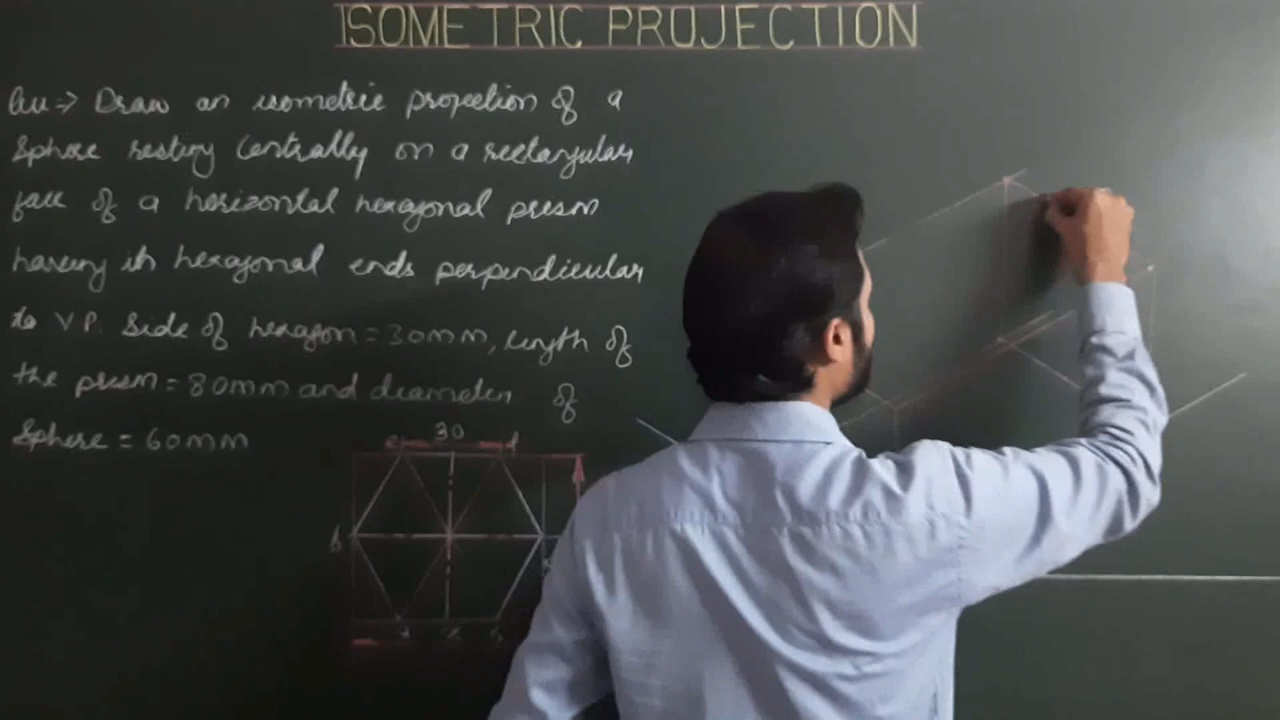 ISOMETRIC PROJECTION
Qu⇒ Draw an isometric projection of a
Sphere resting centrally on a rectangular
face of a horizontal hexagonal prism
having its hexagonal ends perpendicular
to V.P. Side of hexagon = 30mm, length of
the prism = 80mm and diameter of
Sphere = 60mm
30
b